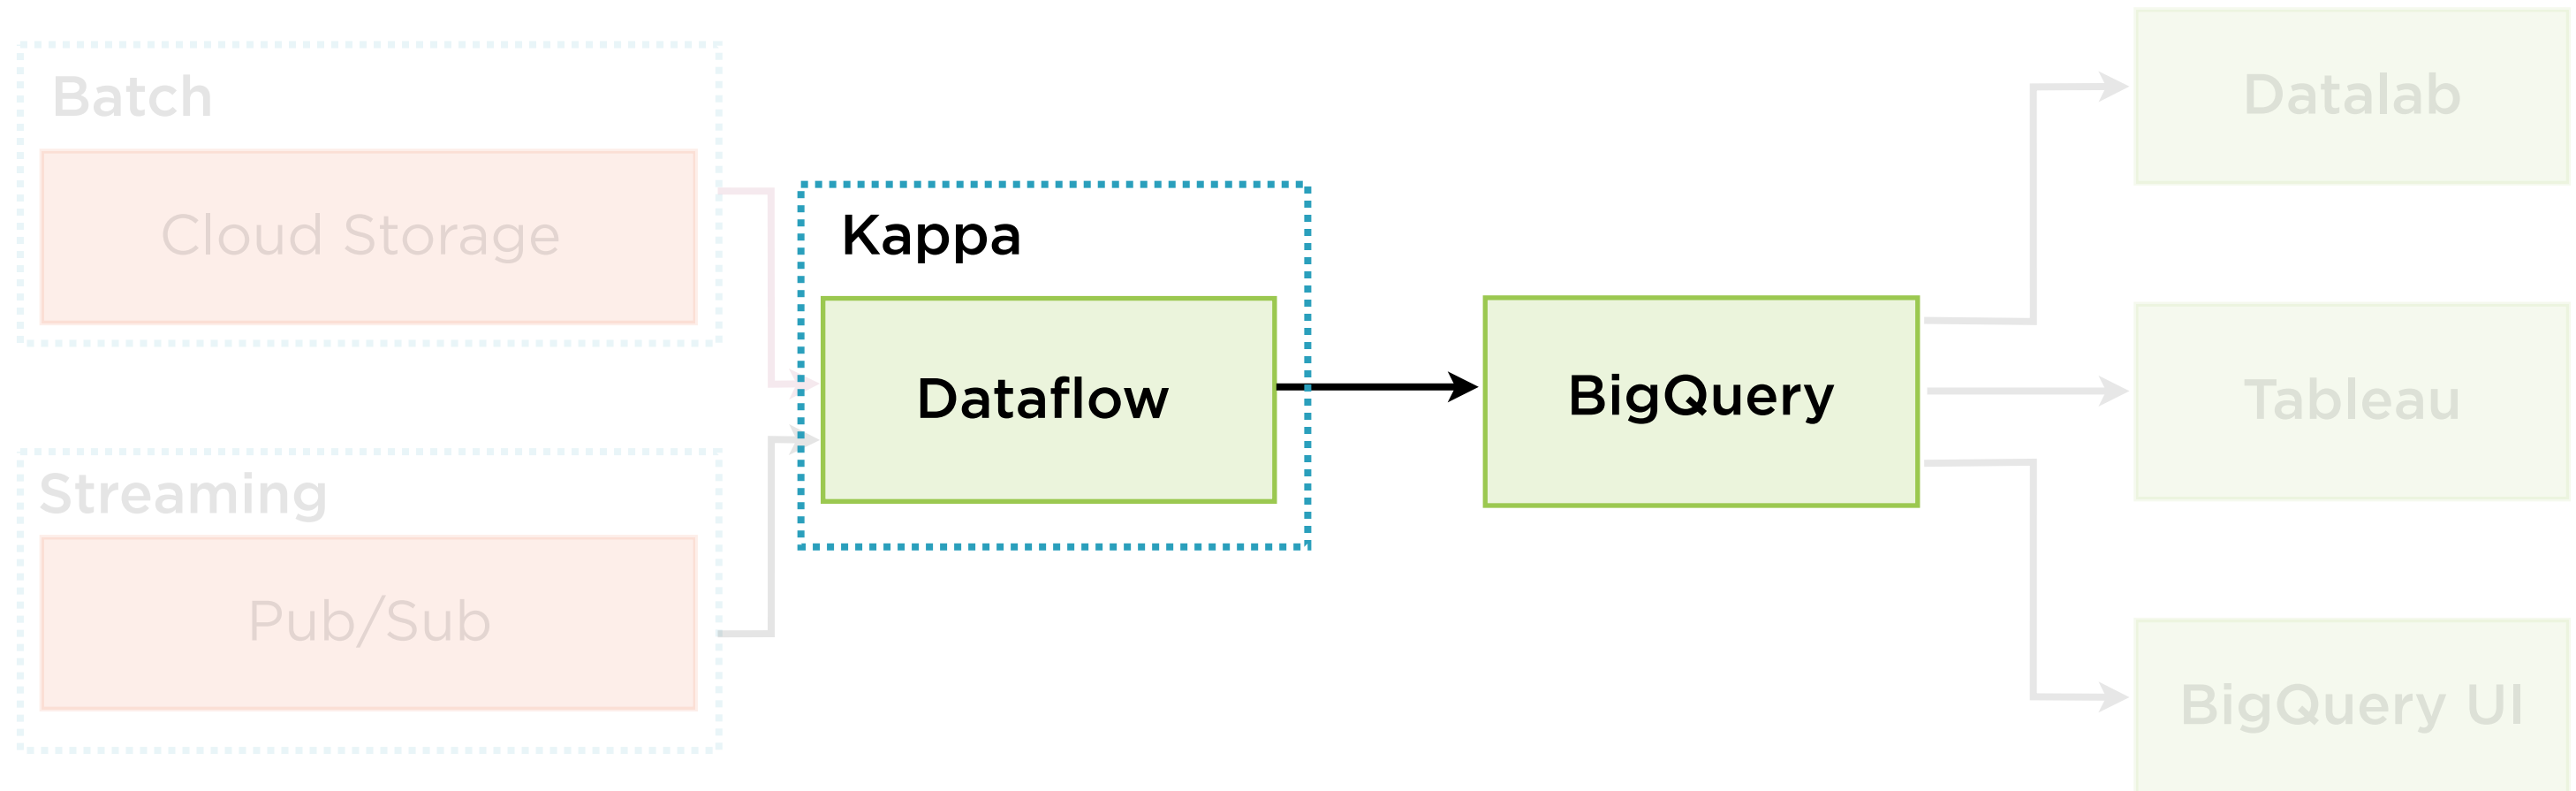 Batch
Cloud Storage
Streaming
Pub/Sub
Kappa
Dataflow
BigQuery
Datalab
Tableau
BigQuery UI